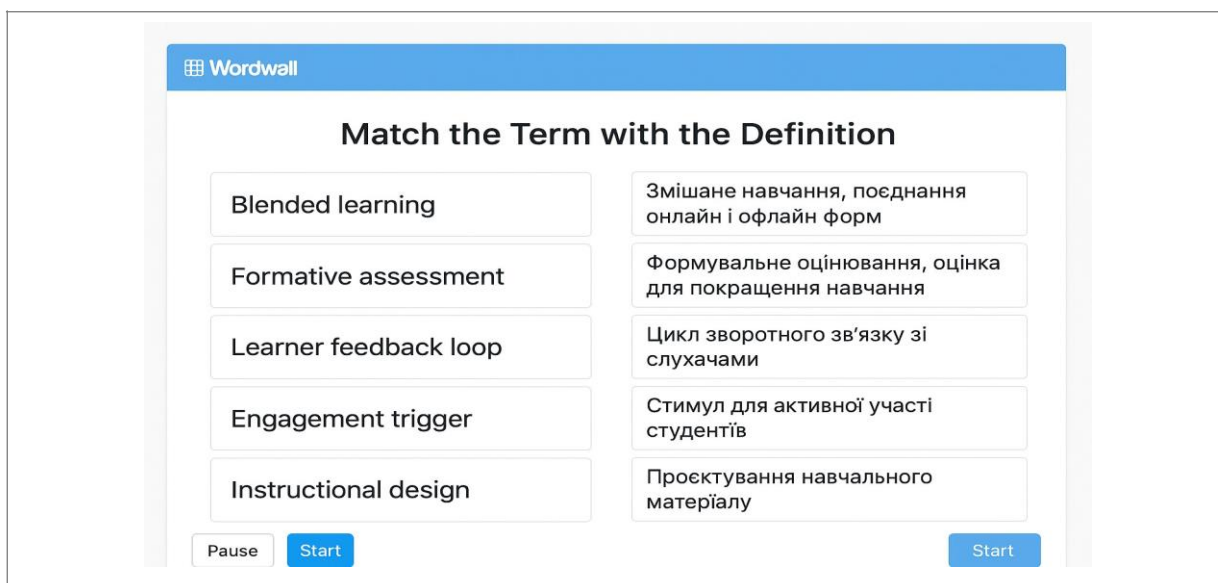 Wordwall
Match the Term with the Definition
Blended learning
Змішане навчання, поєднання
онлайн і офлайн форм
Formative assessment
Формувальне оцінювання, оцінка
для покращення навчання
Learner feedback loop
Цикл зворотного зв’язку зі
слухачами
Engagement trigger
Стимул для активної участі
студентїв
Instructional design
Проєктування навчального
матерїалу
Pause
Start
Start